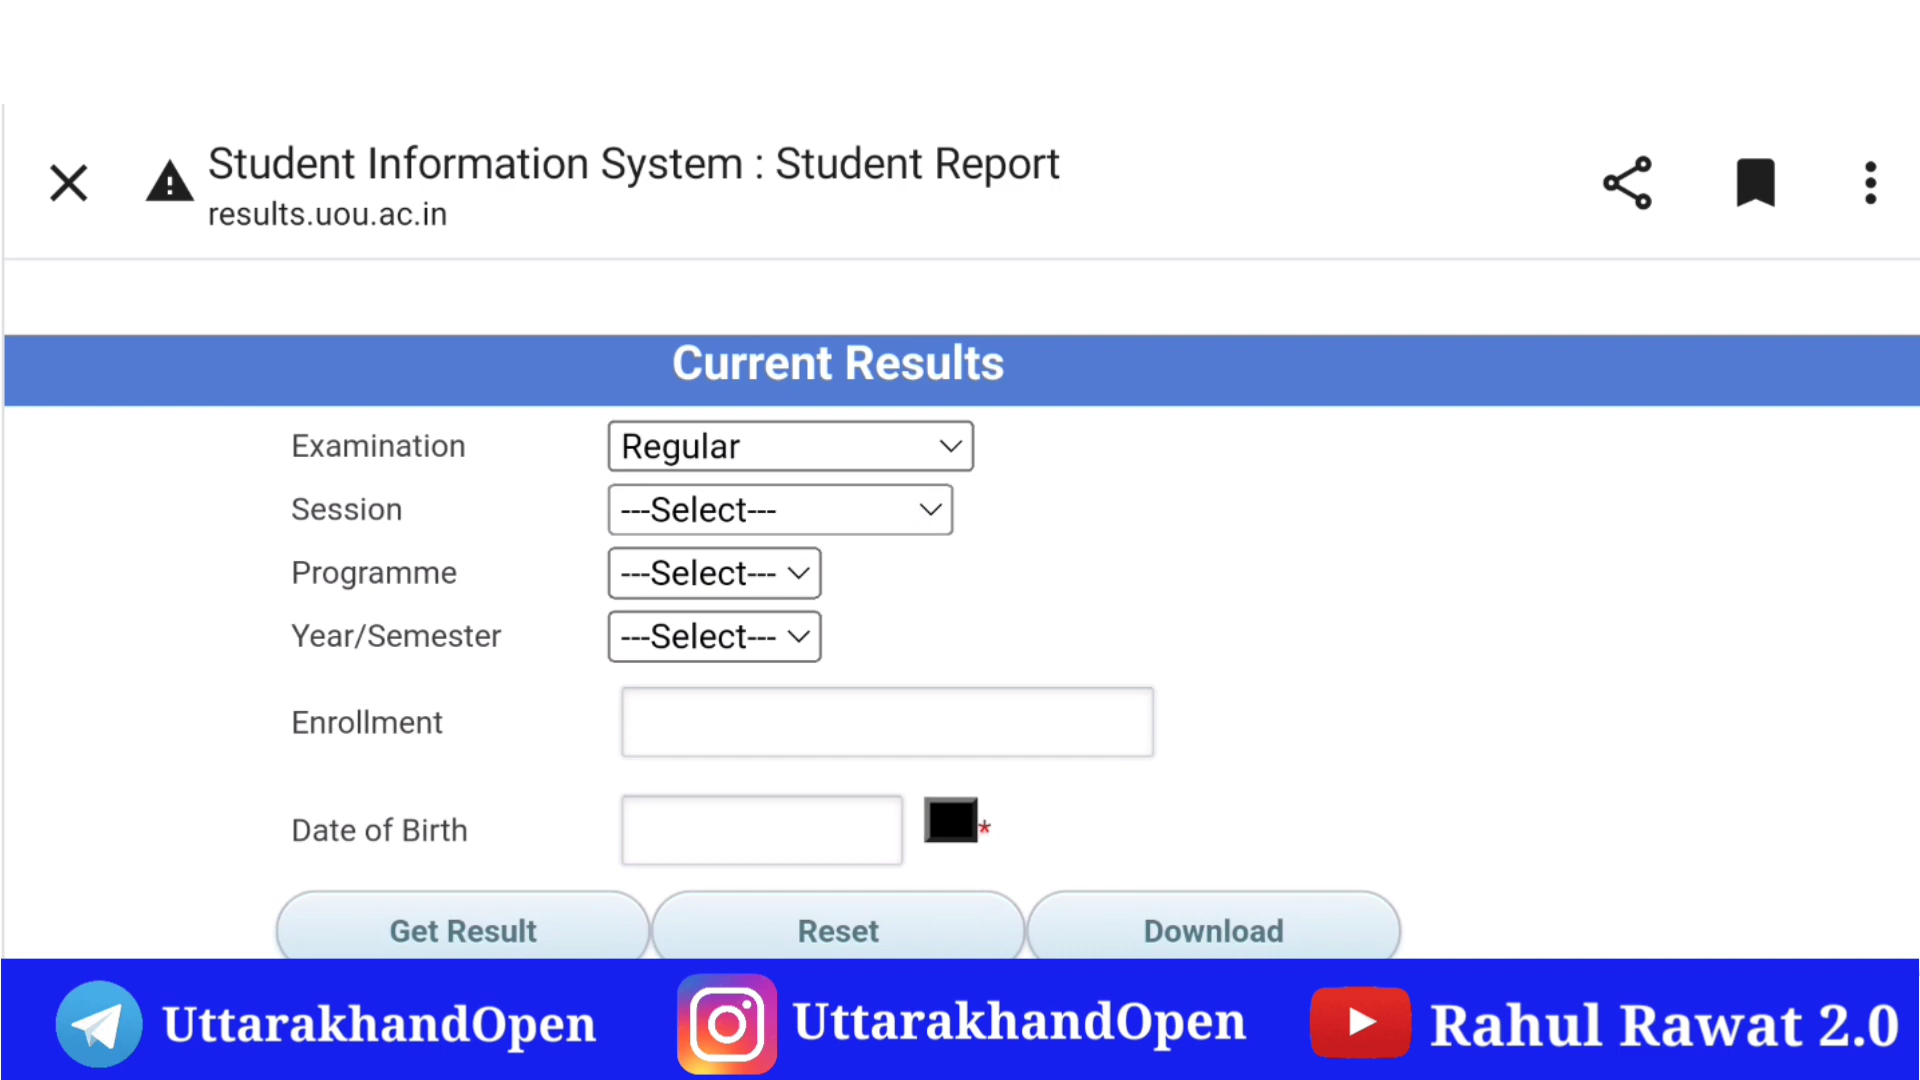 Student Information System : Student Report
results.uou.ac.in
Current Results
Examination Regular
Session ---Select---
Programme ---Select---
Year/Semester ---Select---
Enrollment
Date of Birth *
Get Result Reset Download
UttarakhandOpen UttarakhandOpen Rahul Rawat 2.0